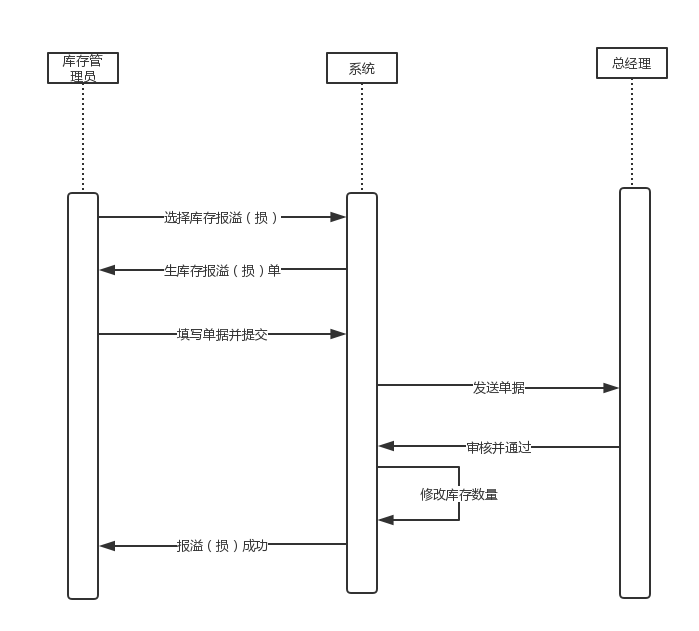 库存管
理员
系统
总经理
选择库存报溢（损）
生库存报溢（损）单
填写单据并提交
发送单据
审核并通过
修改库存数量
报溢（损）成功